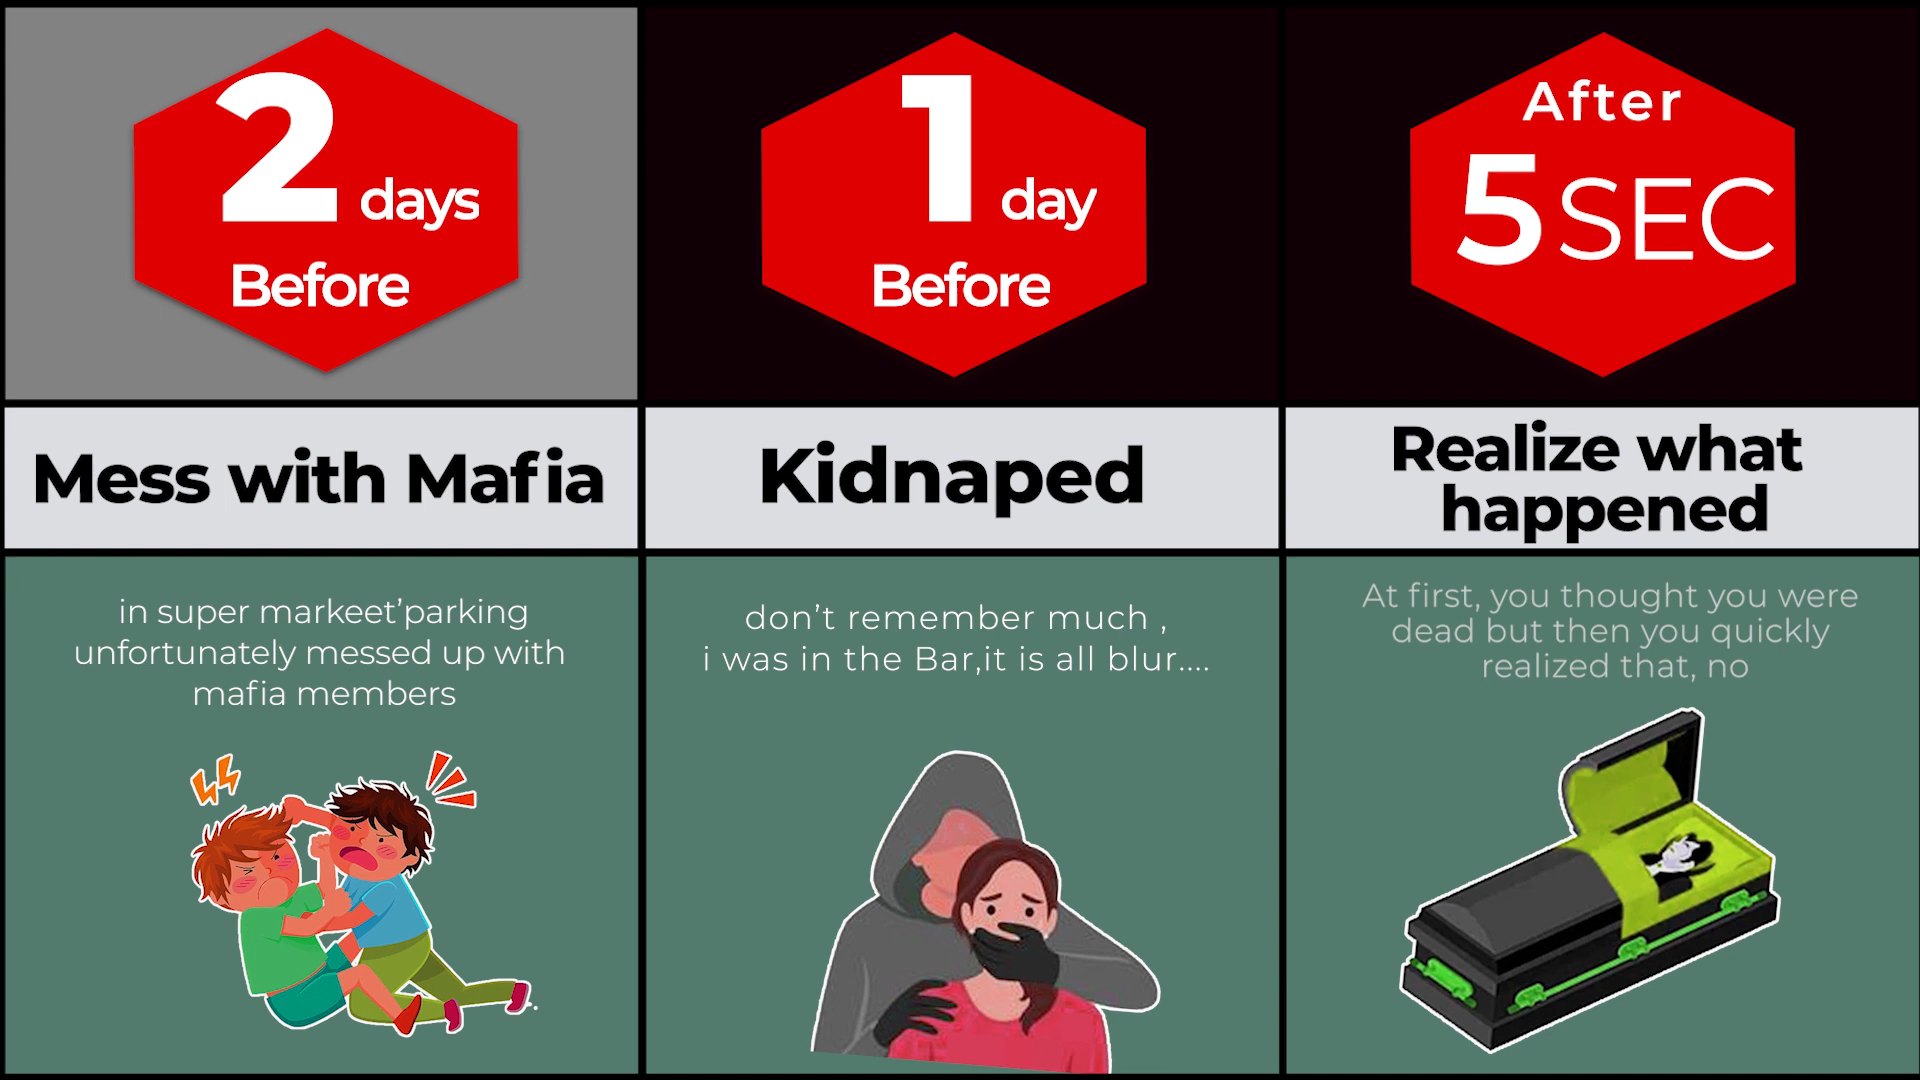 2 days
Before
1 day
Before
After
5 SEC
Mess with Mafia
Kidnaped
Realize what
happened
in super markeet'parking
unfortunately messed up with
mafia members
don't remember much ,
i was in the Bar,it is all blur....
At first, you thought you were
dead but then you quickly
realized that, no